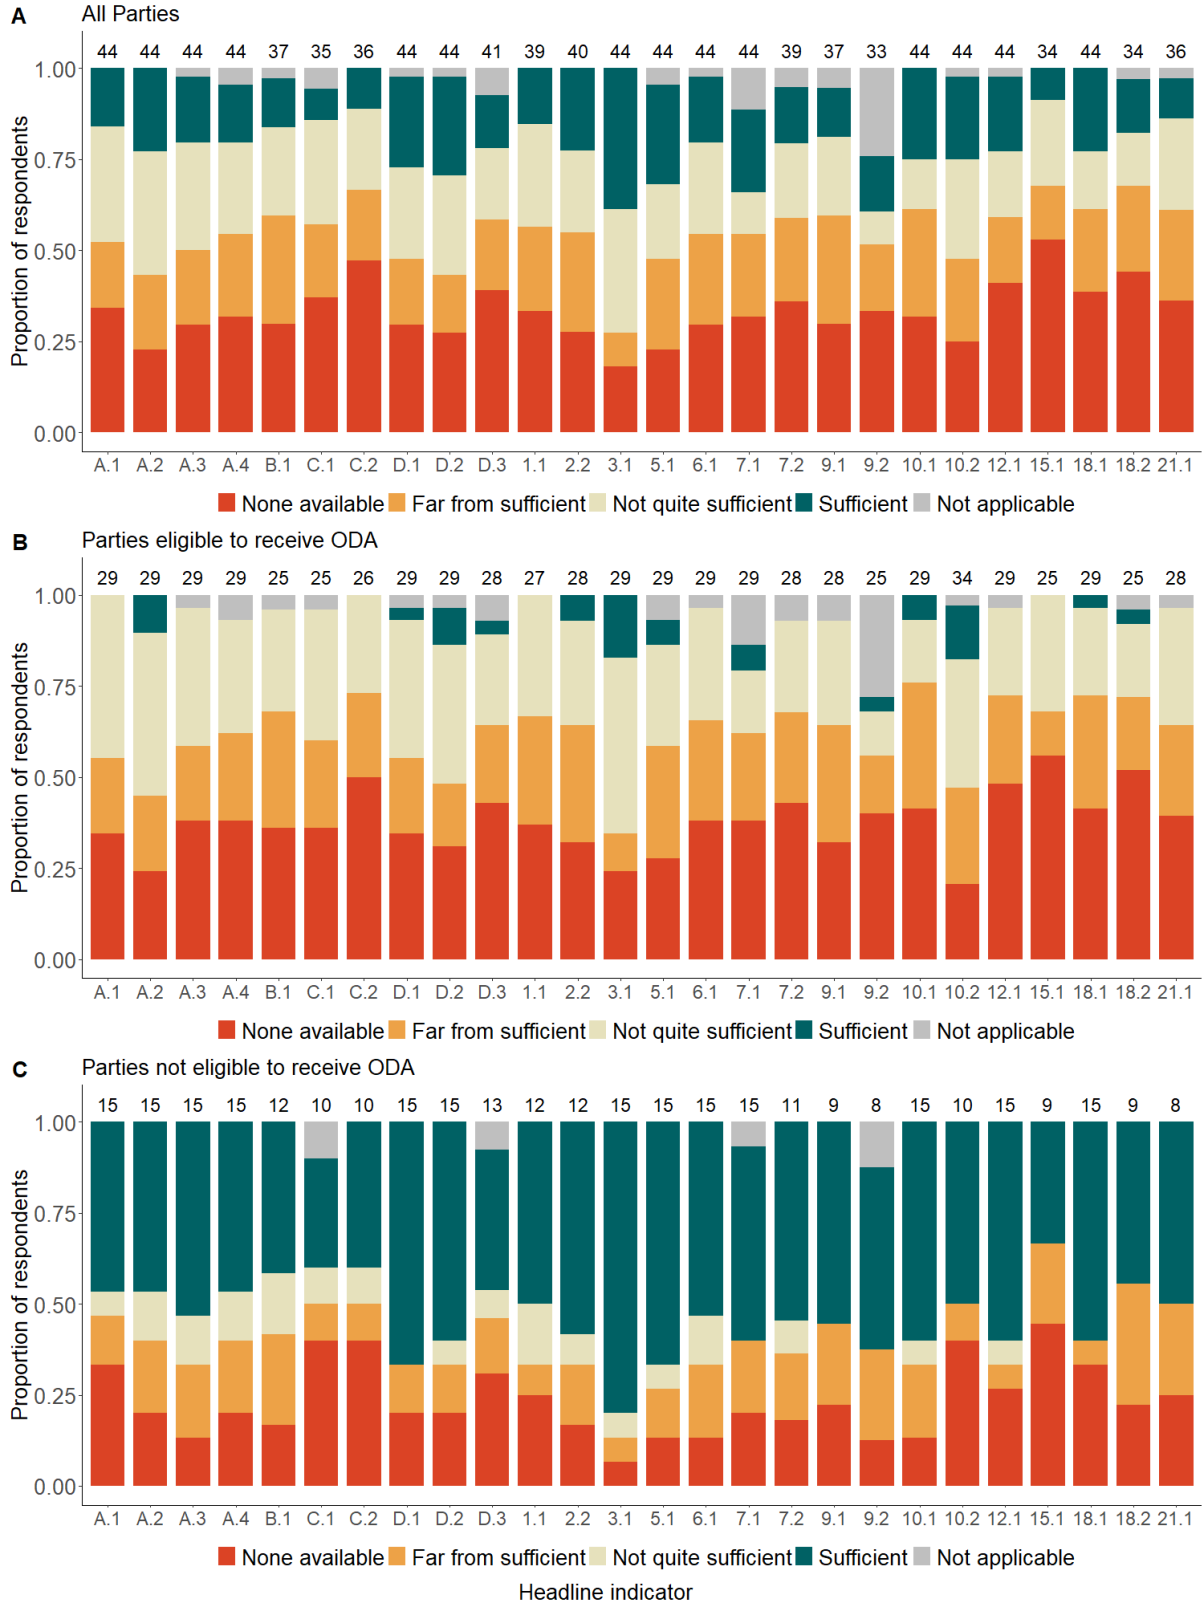 A All Parties
44 44 44 44 37 35 36 44 44 41 39 40 44 44 44 44 39 37 33 44 44 44 34 44 34 36
1.00
0.75
0.50
0.25
0.00
Proportion of respondents
A.1 A.2 A.3 A.4 B.1 C.1 C.2 D.1 D.2 D.3 1.1 2.2 3.1 5.1 6.1 7.1 7.2 9.1 9.2 10.1 10.2 12.1 15.1 18.1 18.2 21.1
None available Far from sufficient Not quite sufficient Sufficient Not applicable
B Parties eligible to receive ODA
29 29 29 29 25 25 26 29 29 28 27 28 29 29 29 29 28 28 25 29 34 29 25 29 25 28
1.00
0.75
0.50
0.25
0.00
Proportion of respondents
A.1 A.2 A.3 A.4 B.1 C.1 C.2 D.1 D.2 D.3 1.1 2.2 3.1 5.1 6.1 7.1 7.2 9.1 9.2 10.1 10.2 12.1 15.1 18.1 18.2 21.1
None available Far from sufficient Not quite sufficient Sufficient Not applicable
C Parties not eligible to receive ODA
15 15 15 15 12 10 10 15 15 13 12 12 15 15 15 15 11 9 8 15 10 15 9 15 9 8
1.00
0.75
0.50
0.25
0.00
Proportion of respondents
A.1 A.2 A.3 A.4 B.1 C.1 C.2 D.1 D.2 D.3 1.1 2.2 3.1 5.1 6.1 7.1 7.2 9.1 9.2 10.1 10.2 12.1 15.1 18.1 18.2 21.1
None available Far from sufficient Not quite sufficient Sufficient Not applicable
Headline indicator